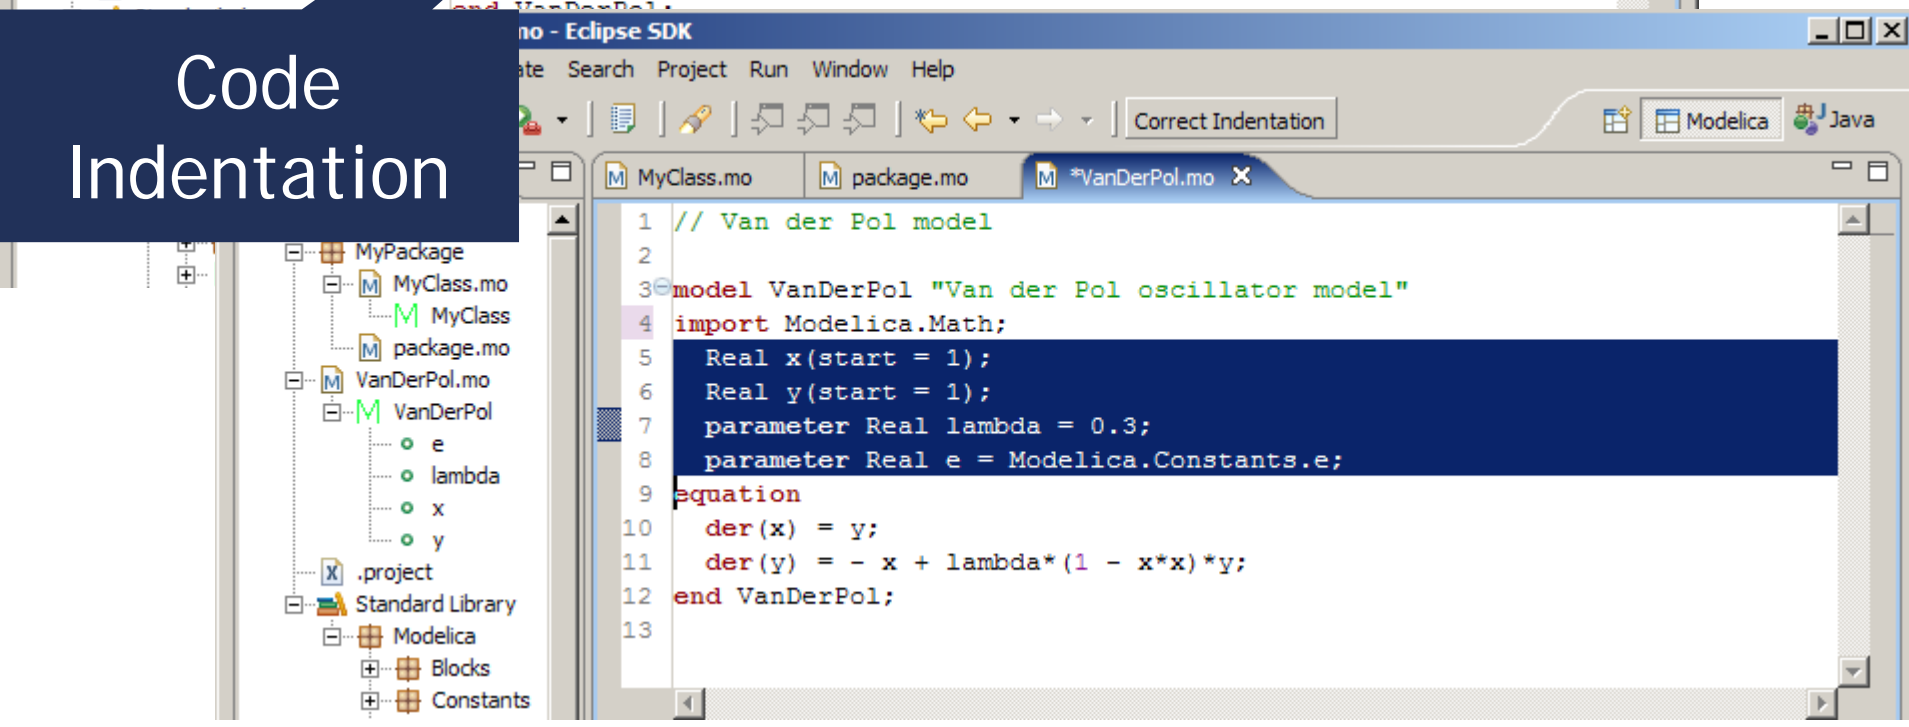 end VanDerPol;
Code
Indentation
mo - Eclipse SDK
ate Search Project Run Window Help
Correct Indentation
Modelica
Java
MyClass.mo
package.mo
*VanDerPol.mo
MyPackage
MyClass.mo
MyClass
package.mo
VanDerPol.mo
VanDerPol
e
lambda
x
y
.project
Standard Library
Modelica
Blocks
Constants
1 // Van der Pol model
2
3 model VanDerPol "Van der Pol oscillator model"
4 import Modelica.Math;
5 Real x(start = 1);
6 Real y(start = 1);
7 parameter Real lambda = 0.3;
8 parameter Real e = Modelica.Constants.e;
9 equation
10 der(x) = y;
11 der(y) = - x + lambda*(1 - x*x)*y;
12 end VanDerPol;
13